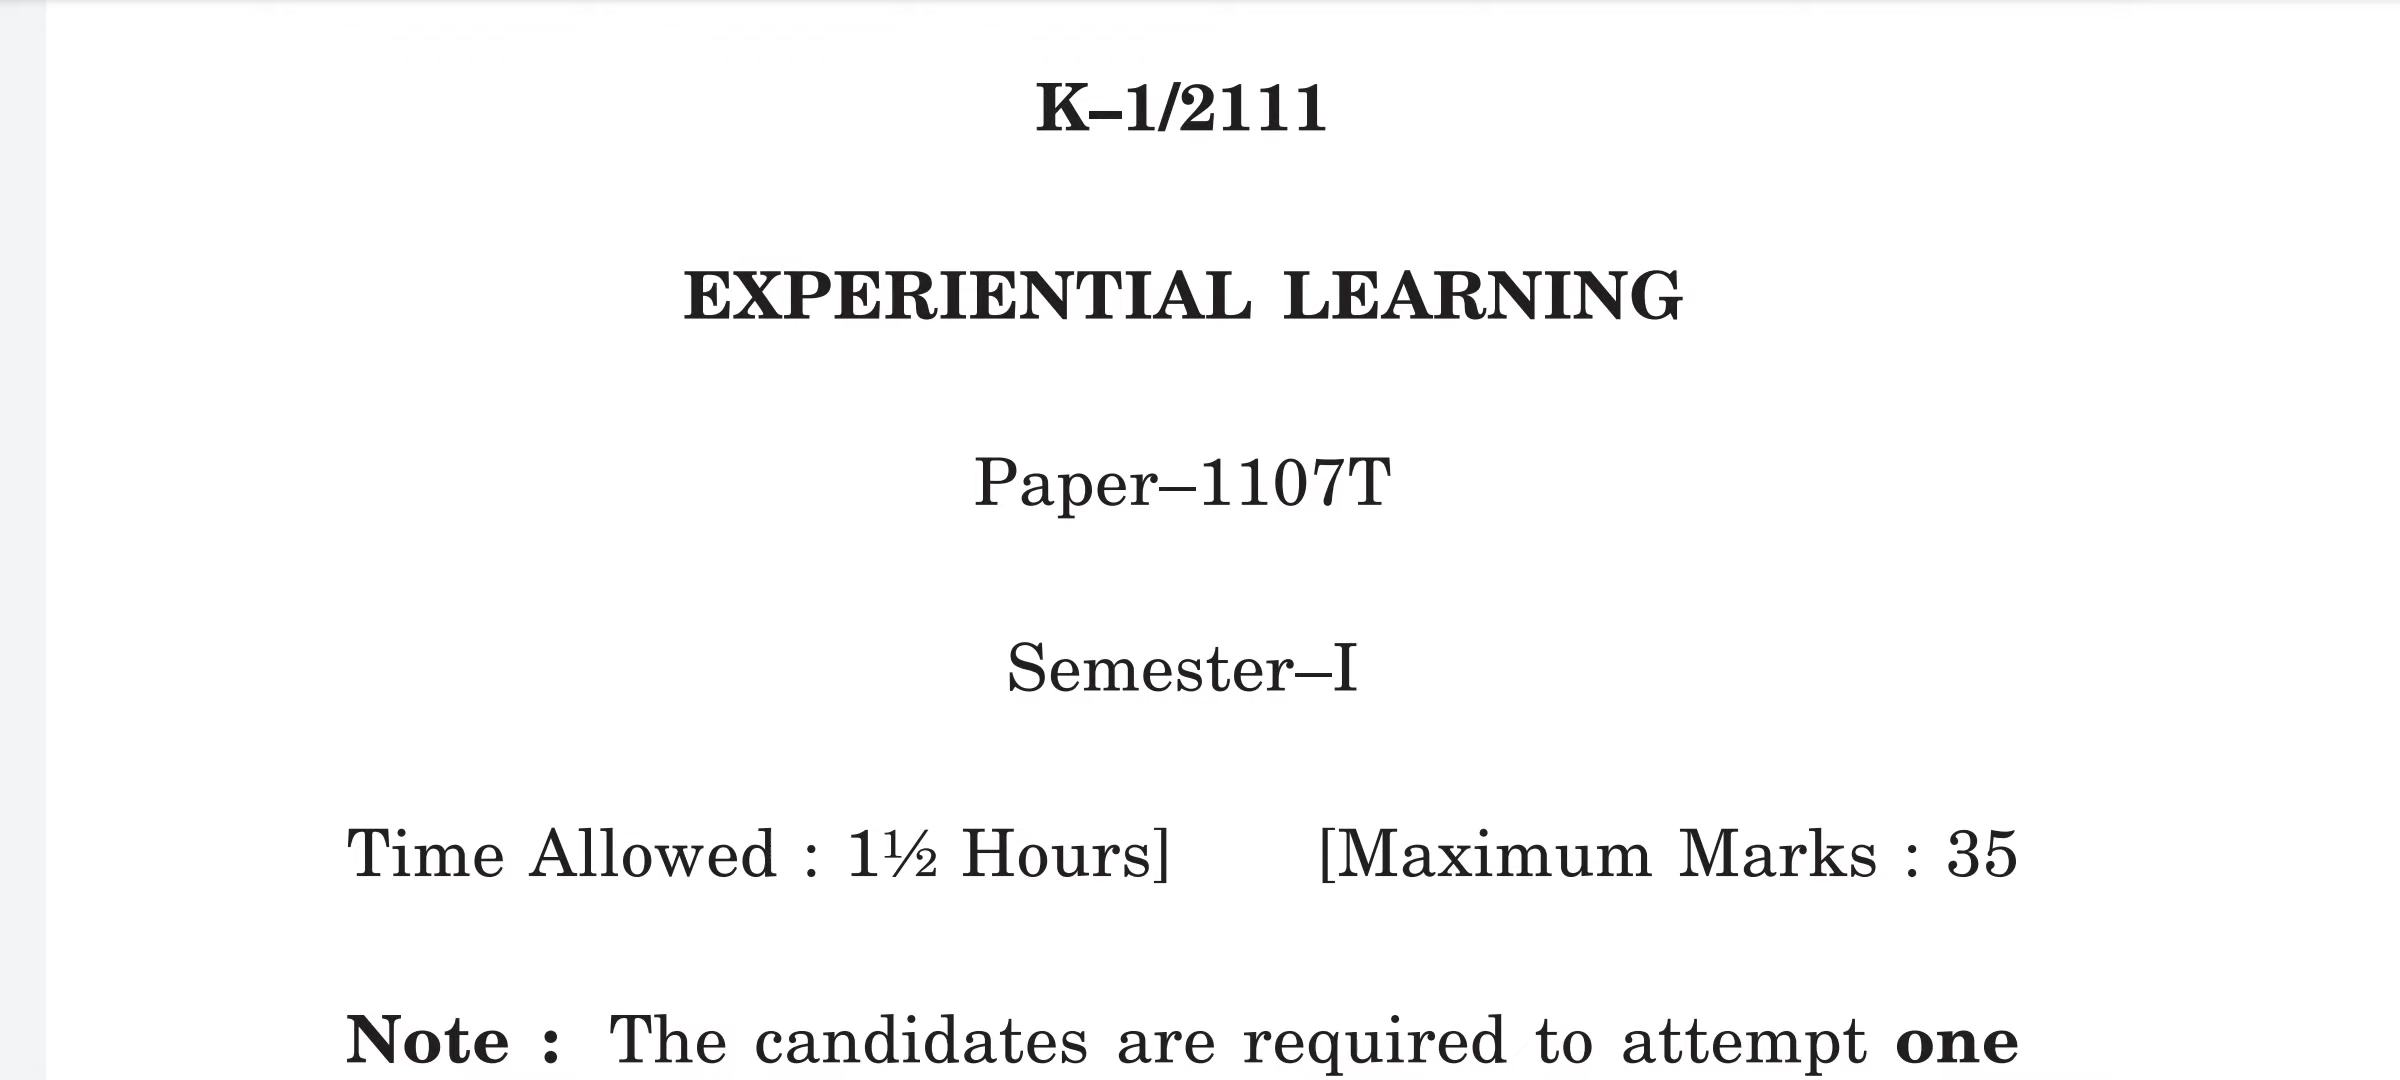 K–1/2111
EXPERIENTIAL LEARNING
Paper–1107T
Semester–I
Time Allowed : 1½ Hours] [Maximum Marks : 35
Note : The candidates are required to attempt one